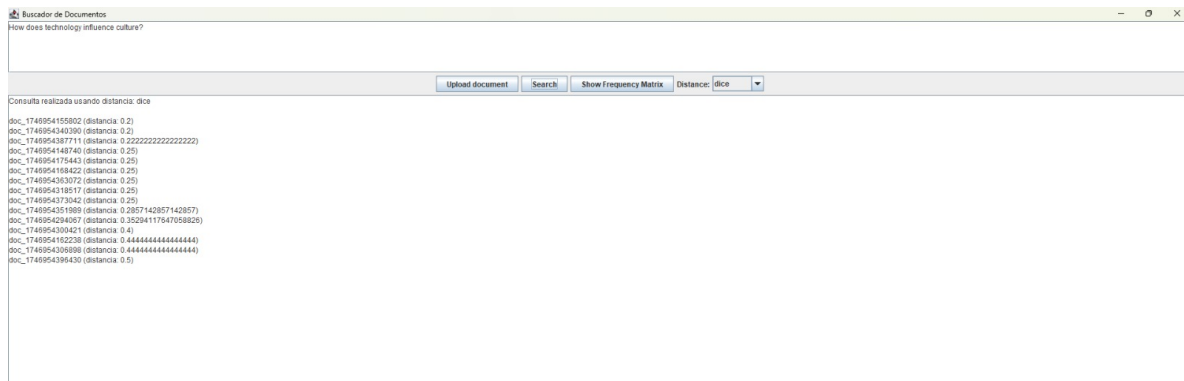 Buscador de Documentos
How does technology influence culture?
Upload document Search Show Frequency Matrix Distance: dice
Consulta realizada usando distancia: dice
doc_1746954155802 (distancia: 0.2)
doc_1746954340390 (distancia: 0.2)
doc_1746954387711 (distancia: 0.2222222222222222)
doc_1746954148740 (distancia: 0.25)
doc_1746954175443 (distancia: 0.25)
doc_1746954168422 (distancia: 0.25)
doc_1746954363072 (distancia: 0.25)
doc_1746954318517 (distancia: 0.25)
doc_1746954373042 (distancia: 0.25)
doc_1746954351989 (distancia: 0.2857142857142857)
doc_1746954294067 (distancia: 0.35294117647058826)
doc_1746954300421 (distancia: 0.4)
doc_1746954162238 (distancia: 0.4444444444444444)
doc_1746954306898 (distancia: 0.4444444444444444)
doc_1746954396430 (distancia: 0.5)